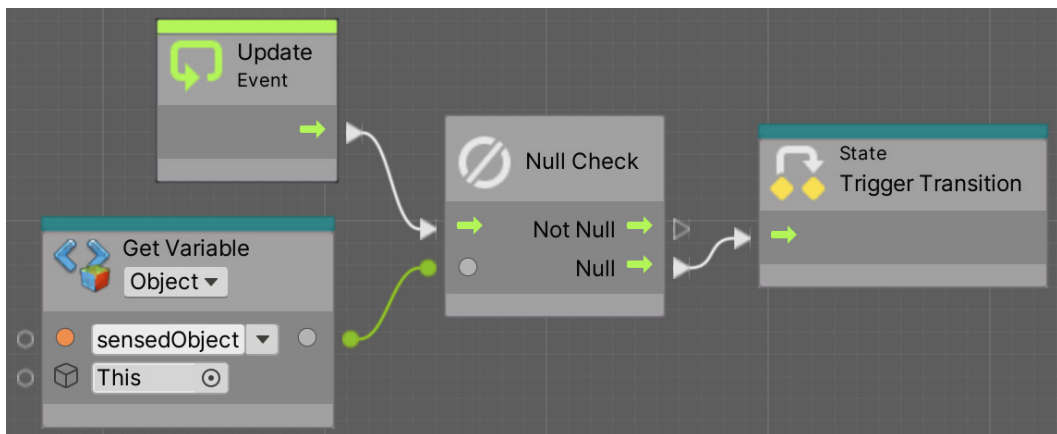 Update
Event
Null Check
Not Null
Null
State
Trigger Transition
Get Variable
Object
sensedObject
This